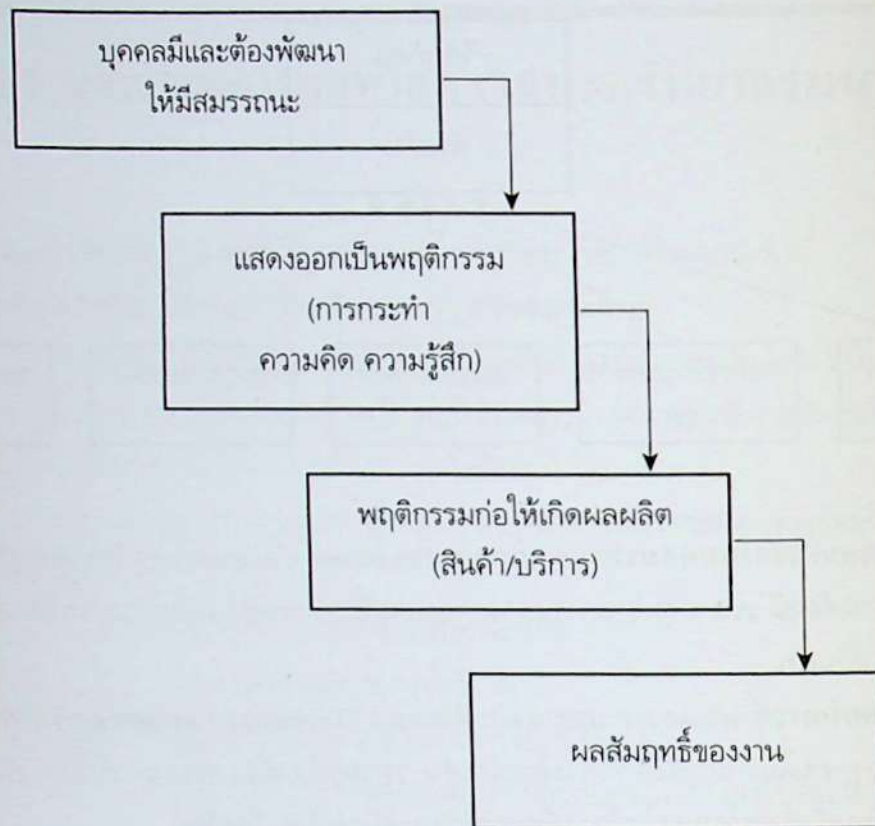 บุคคลมีและต้องพัฒนา
ให้มีสมรรถนะ
แสดงออกเป็นพฤติกรรม
(การกระทำ
ความคิด ความรู้สึก)
พฤติกรรมก่อให้เกิดผลผลิต
(สินค้า/บริการ)
ผลสัมฤทธิ์ของงาน